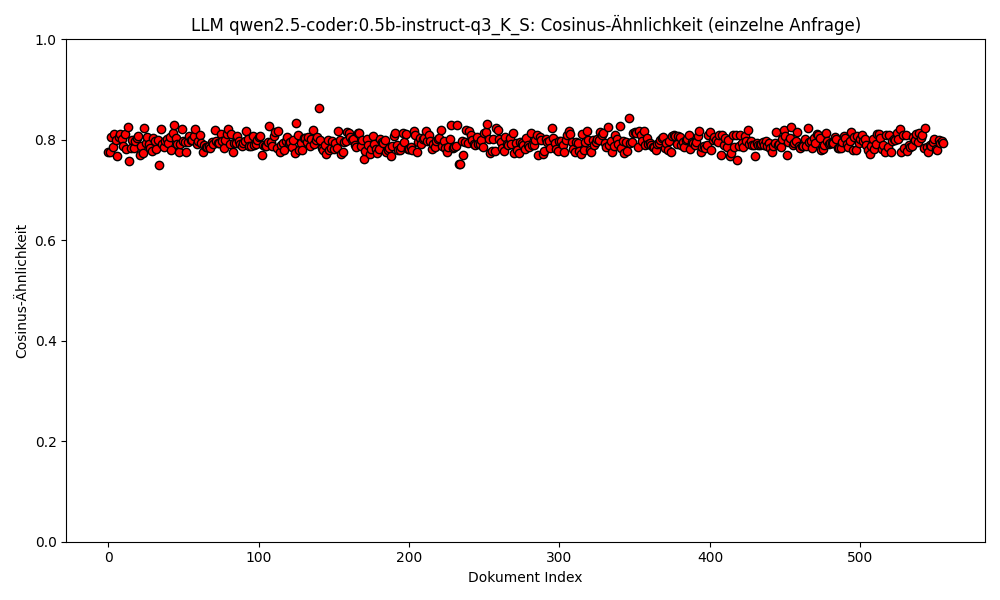 LLM qwen2.5-coder:0.5b-instruct-q3_K_S: Cosinus-Ähnlichkeit (einzelne Anfrage)
1.0
0.8
0.6
0.4
0.2
0.0
Cosinus-Ähnlichkeit
0 100 200 300 400 500
Dokument Index